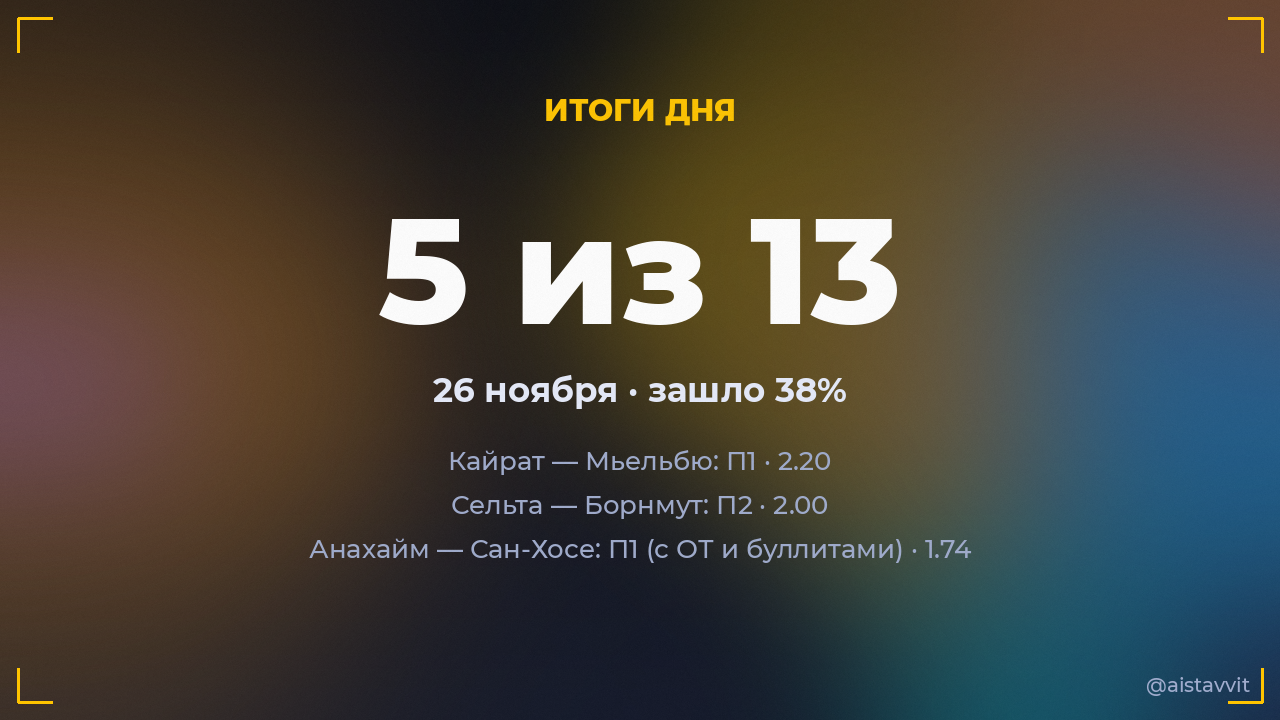 ИТОГИ ДНЯ
5 из 13
26 ноября · зашло 38%
Кайрат — Мьельбю: П1 · 2.20
Сельта — Борнмут: П2 · 2.00
Анахайм — Сан-Хосе: П1 (с ОТ и буллитами) · 1.74
@aistavvit